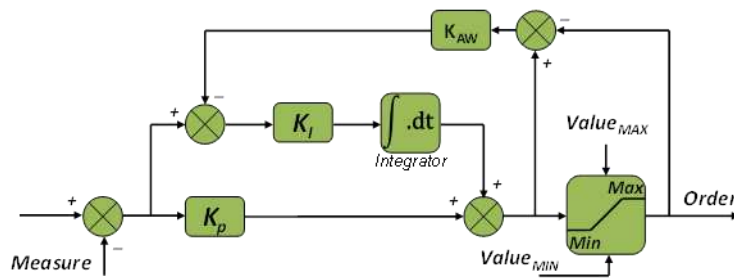 K_AW
−
+
−
+
K_I
∫ .dt
Integrator
Value_MAX
+
+
K_p
+
−
Measure
Max
Min
Order
Value_MIN